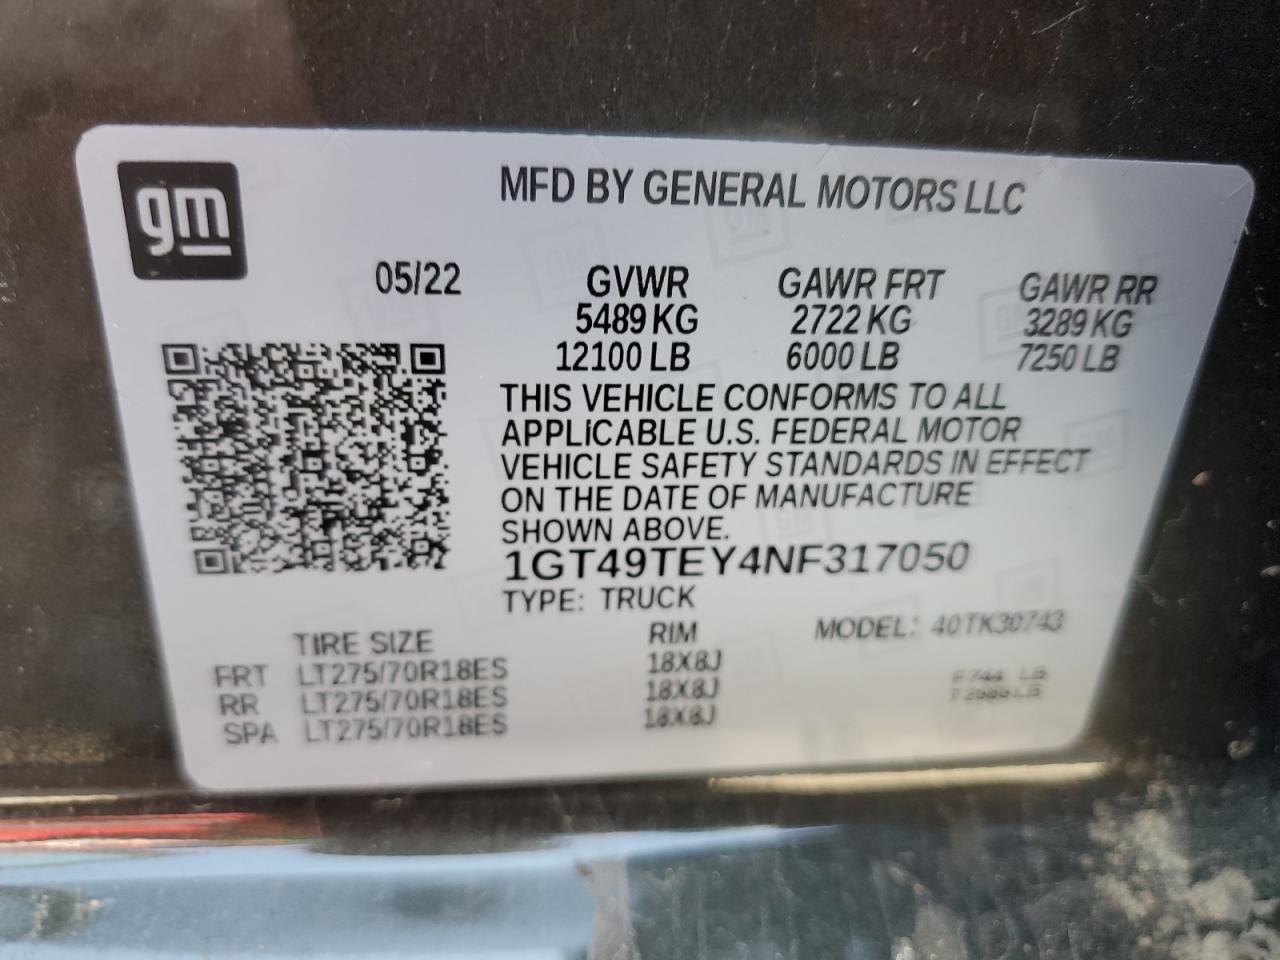 gm
MFD BY GENERAL MOTORS LLC
05/22 GVWR GAWR FRT GAWR RR
5489 KG 2722 KG 3289 KG
12100 LB 6000 LB 7250 LB
THIS VEHICLE CONFORMS TO ALL
APPLICABLE U.S. FEDERAL MOTOR
VEHICLE SAFETY STANDARDS IN EFFECT
ON THE DATE OF MANUFACTURE
SHOWN ABOVE.
1GT49TEY4NF317050
TYPE: TRUCK
MODEL: 40TK30743
TIRE SIZE RIM
FRT LT275/70R18ES 18X8J
RR LT275/70R18ES 18X8J
SPA LT275/70R18ES 18X8J